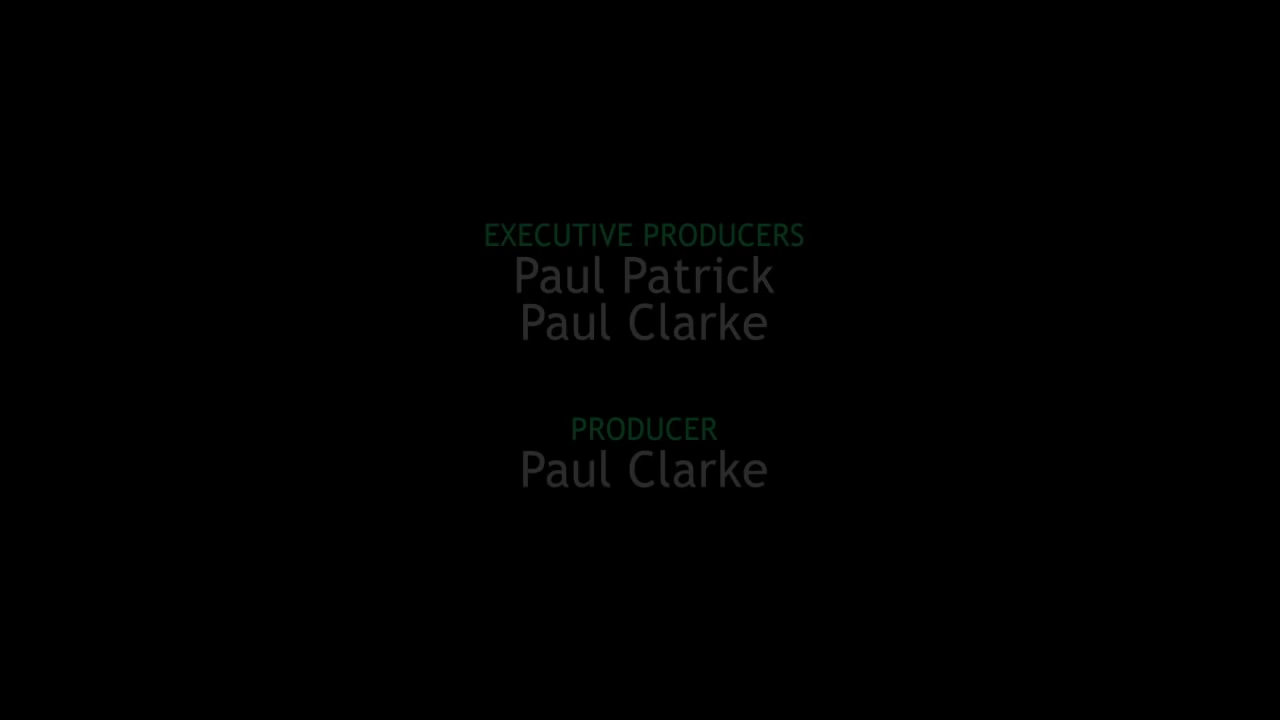 EXECUTIVE PRODUCERS
Paul Patrick
Paul Clarke
PRODUCER
Paul Clarke